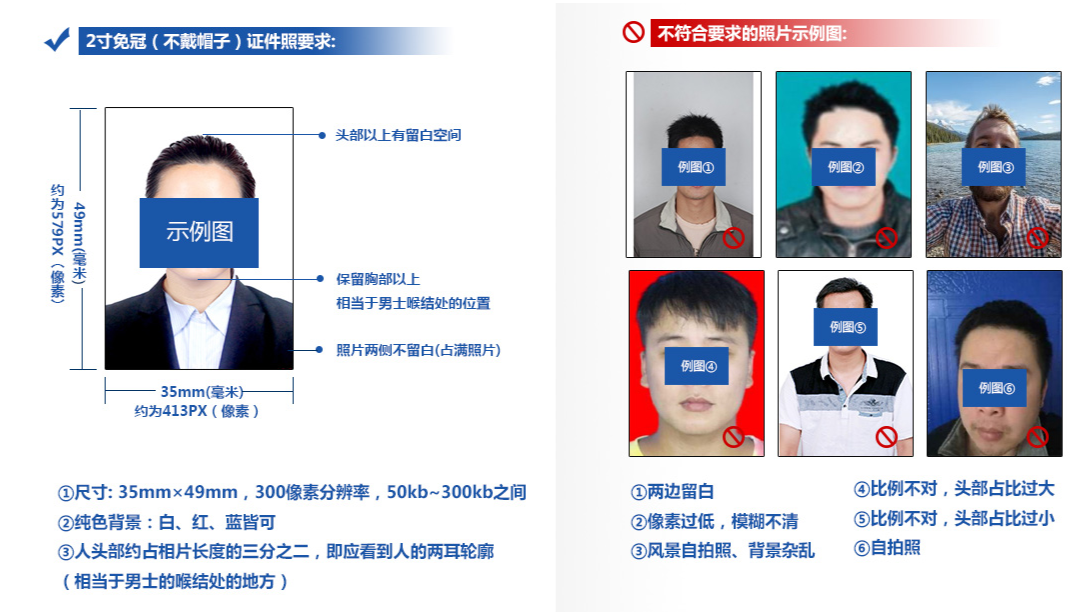 2寸免冠（不戴帽子）证件照要求:
头部以上有留白空间
约为579PX（像素）
49mm(毫米)
示例图
保留胸部以上
相当于男士喉结处的位置
照片两侧不留白(占满照片)
35mm(毫米)
约为413PX（像素）
①尺寸: 35mm×49mm，300像素分辨率，50kb~300kb之间
②纯色背景：白、红、蓝皆可
③人头部约占相片长度的三分之二，即应看到人的两耳轮廓
（相当于男士的喉结处的地方）
不符合要求的照片示例图:
例图①
例图②
例图③
例图④
例图⑤
例图⑥
①两边留白
②像素过低，模糊不清
③风景自拍照、背景杂乱
④比例不对，头部占比过大
⑤比例不对，头部占比过小
⑥自拍照